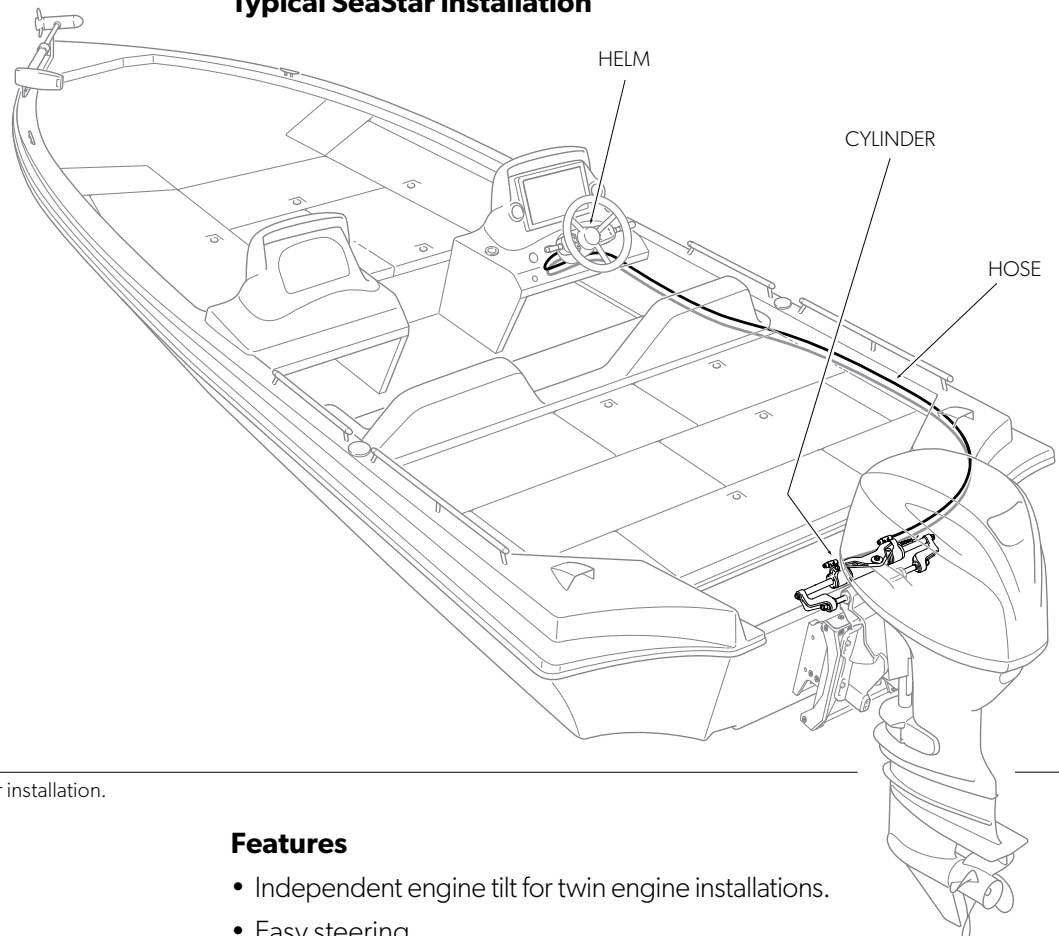 Typical SeaStar Installation
HELM
CYLINDER
HOSE
installation.
Features
• Independent engine tilt for twin engine installations.
• Easy steering